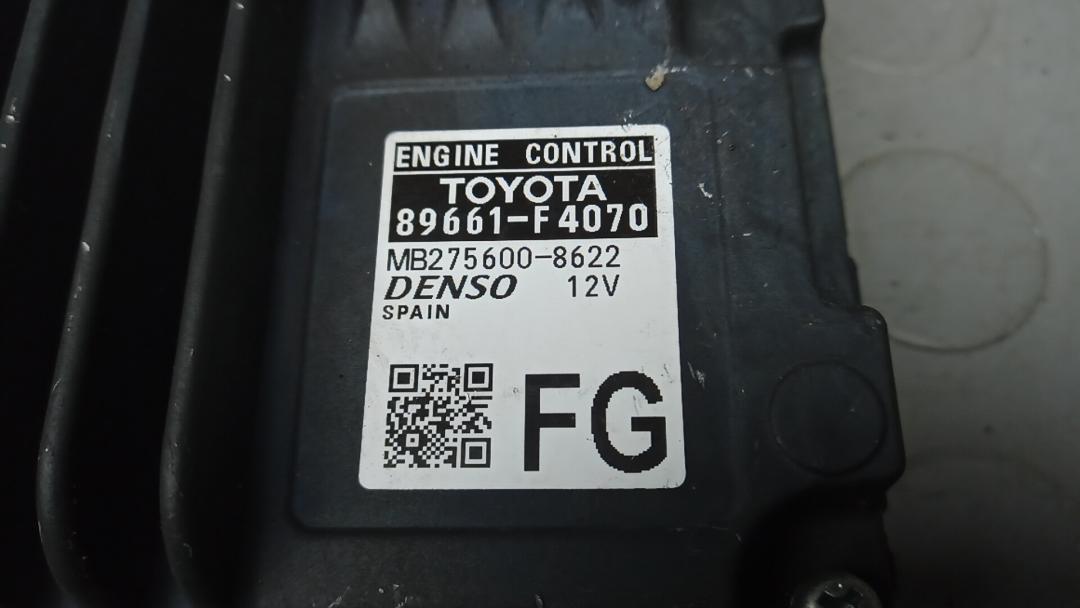 ENGINE CONTROL
TOYOTA
89661-F4070
MB275600-8622
DENSO 12V
SPAIN
FG